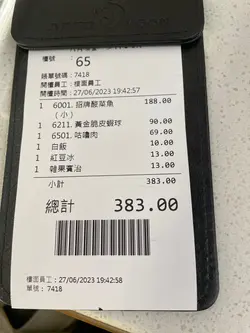 檯號：
65
賬單號碼：7418
開檯員工：樓面員工
開檯時間：27/06/2023 19:42:57
1 6001. 招牌酸菜魚 188.00
（小）
1 6211. 黃金脆皮蝦球 90.00
1 6501. 咕嚕肉 69.00
1 白飯 10.00
1 紅豆冰 13.00
1 雜果賓治 13.00
小計 383.00
總計 383.00
樓面員工：27/06/2023 19:42:58
單號：7418